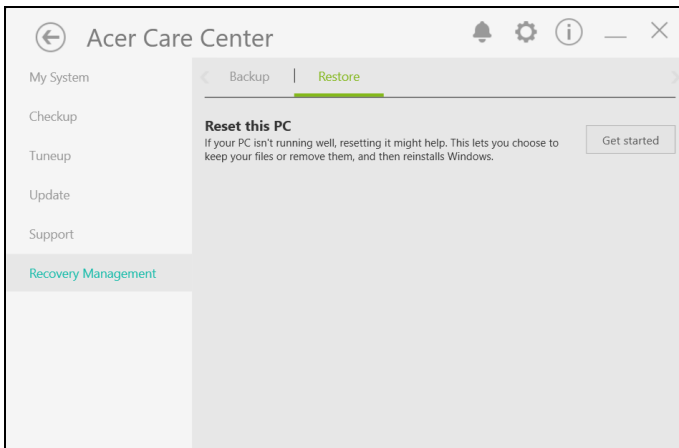 Acer Care Center
My System
Checkup
Tuneup
Update
Support
Recovery Management
Backup | Restore
Reset this PC
If your PC isn't running well, resetting it might help. This lets you choose to
keep your files or remove them, and then reinstalls Windows.
Get started